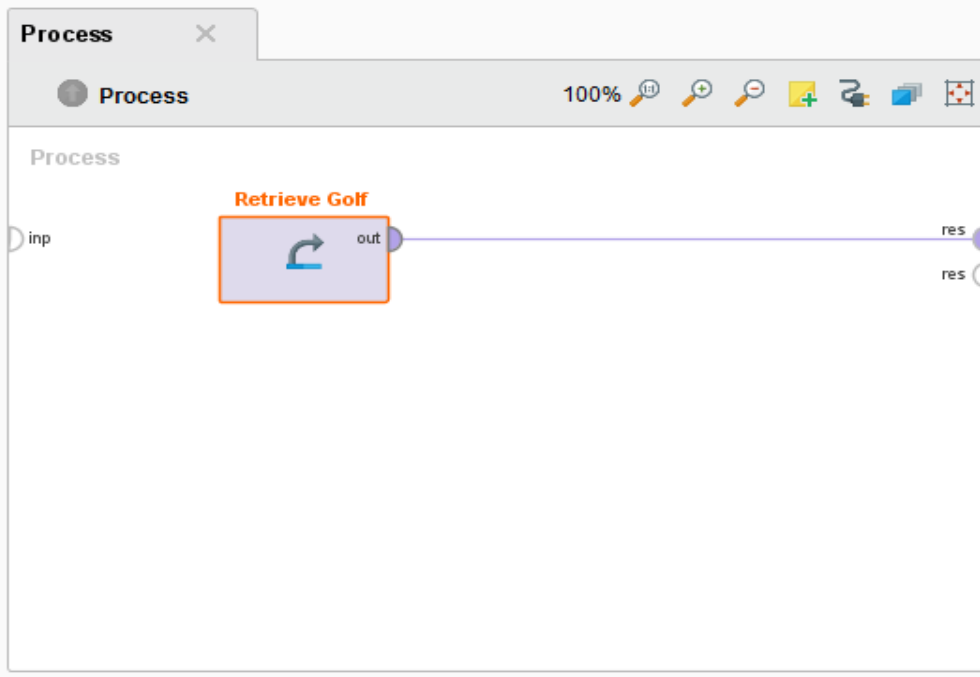 Process
Process
100%
Process
Retrieve Golf
inp
out
res
res